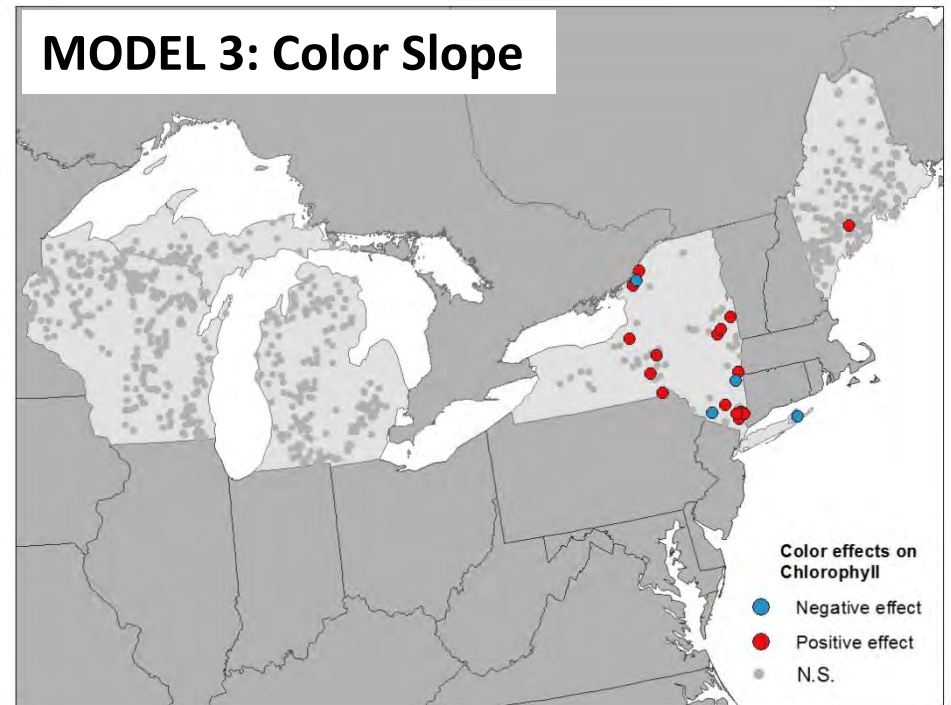 MODEL 3: Color Slope
Color effects on
Chlorophyll
Negative effect
Positive effect
N.S.